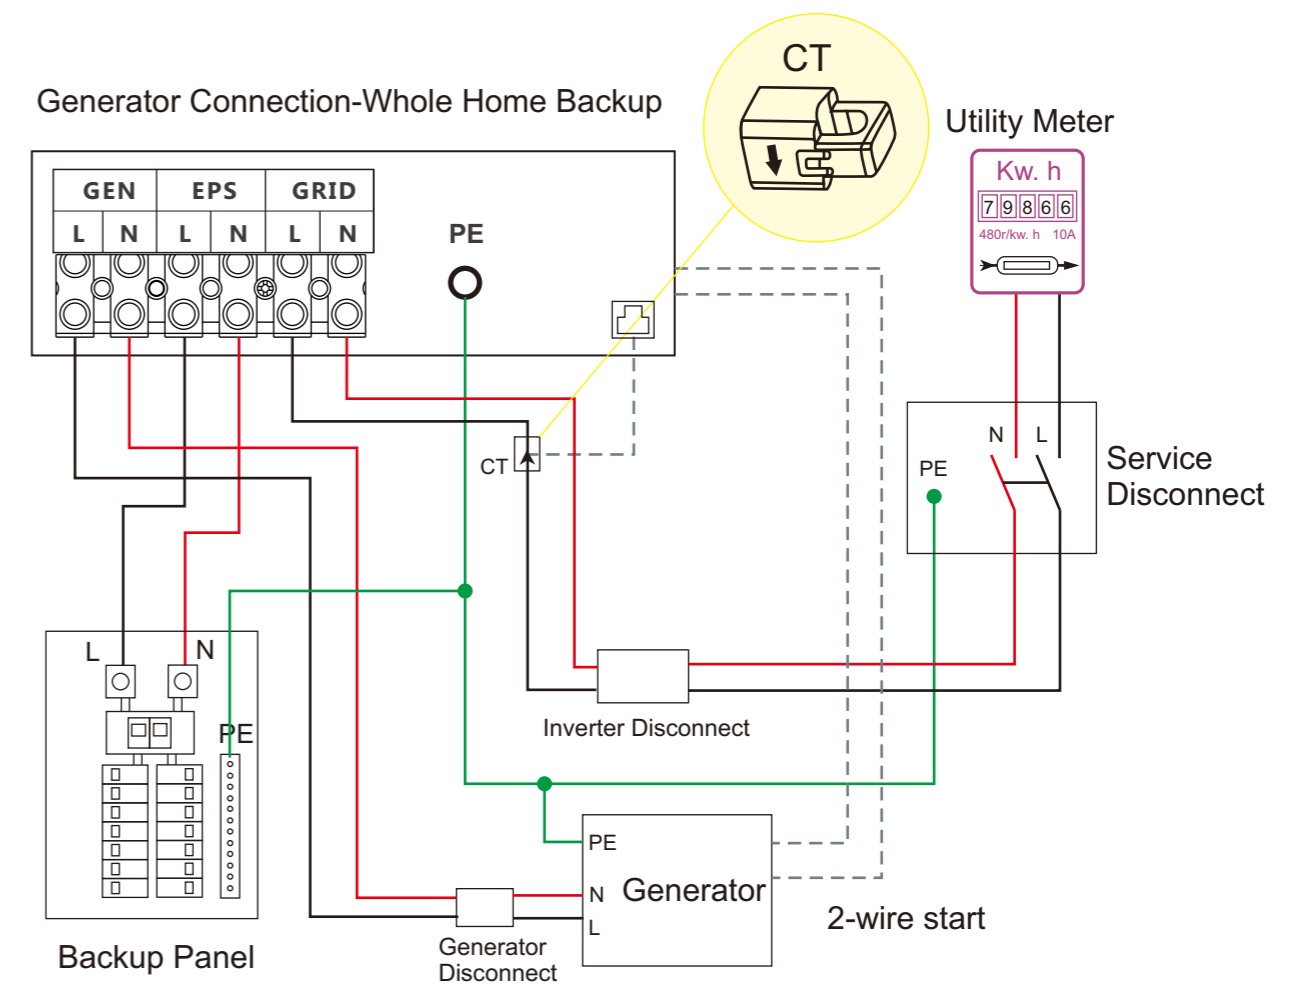 CT
Generator Connection-Whole Home Backup
Utility Meter
Kw. h
79866
480r/kw. h 10A
GEN EPS GRID
L N L N L N
PE
CT
N L
PE
Service
Disconnect
L N
PE
Inverter Disconnect
PE
N
L
Generator
2-wire start
Generator
Disconnect
Backup Panel